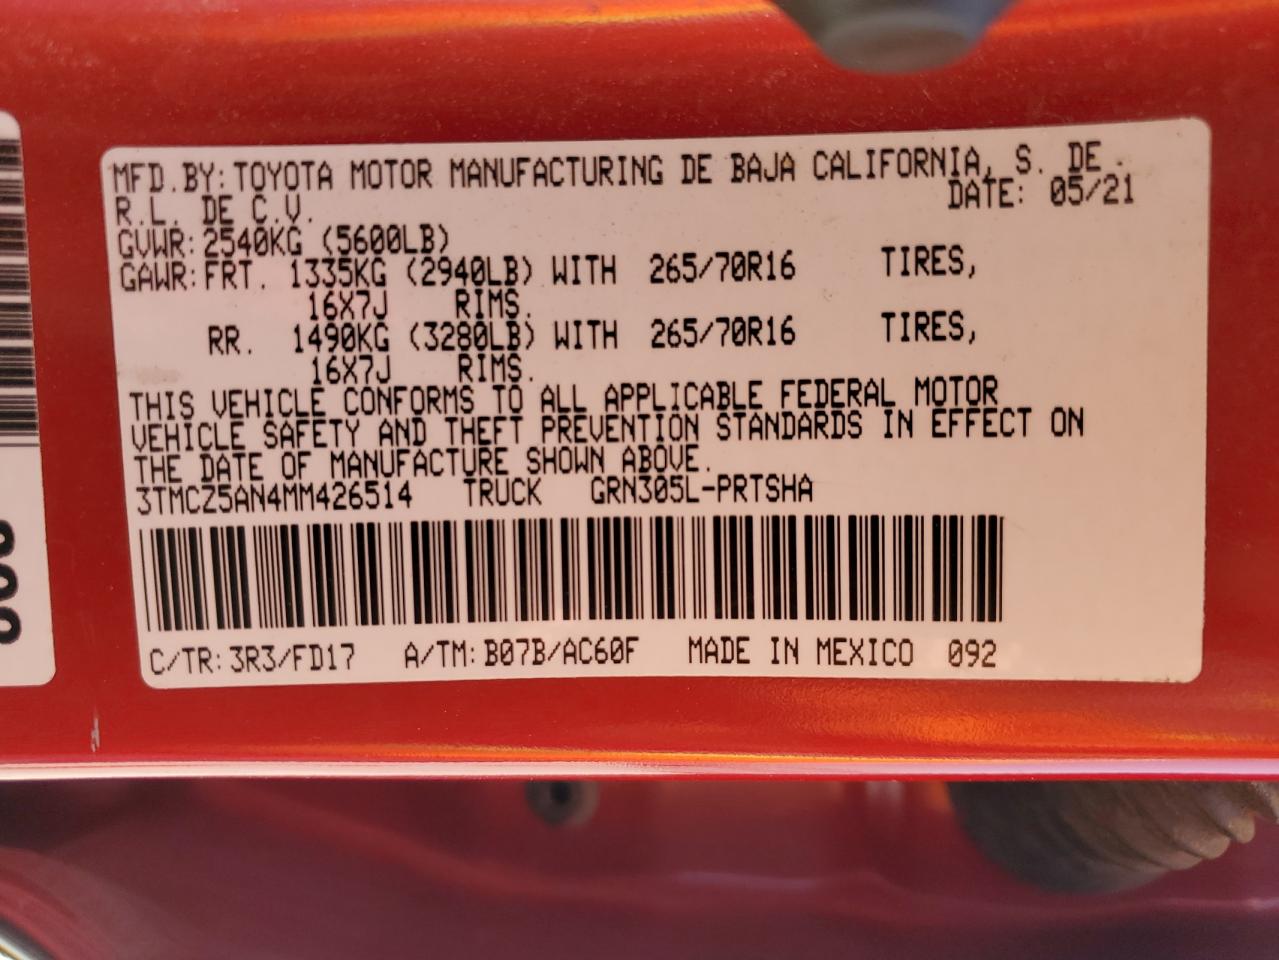 MFD.BY:TOYOTA MOTOR MANUFACTURING DE BAJA CALIFORNIA, S. DE.
R.L. DE C.V. DATE: 05/21
GVWR:2540KG (5600LB)
GAWR:FRT. 1335KG (2940LB) WITH 265/70R16 TIRES,
16X7J RIMS.
RR. 1490KG (3280LB) WITH 265/70R16 TIRES,
16X7J RIMS.
THIS VEHICLE CONFORMS TO ALL APPLICABLE FEDERAL MOTOR
VEHICLE SAFETY AND THEFT PREVENTION STANDARDS IN EFFECT ON
THE DATE OF MANUFACTURE SHOWN ABOVE.
3TMCZ5AN4MM426514 TRUCK GRN305L-PRTSHA
C/TR:3R3/FD17 A/TM:B07B/AC60F MADE IN MEXICO 092